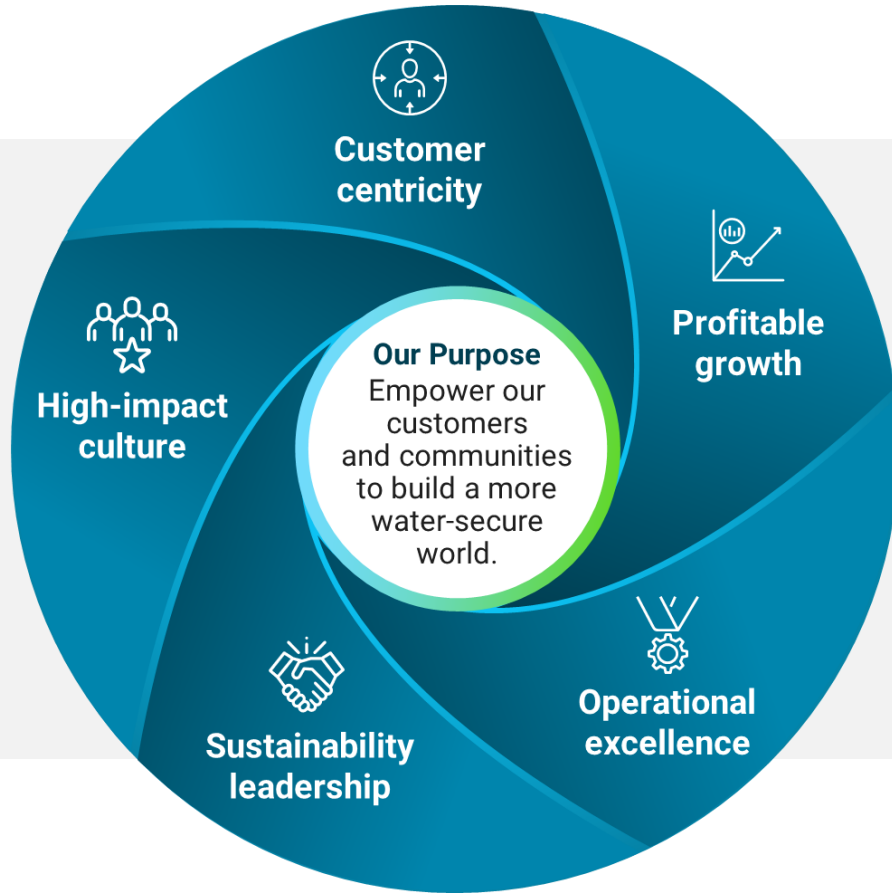 Customer
centricity
Profitable
growth
Operational
excellence
Sustainability
leadership
High-impact
culture
Our Purpose
Empower our
customers
and communities
to build a more
water-secure
world.